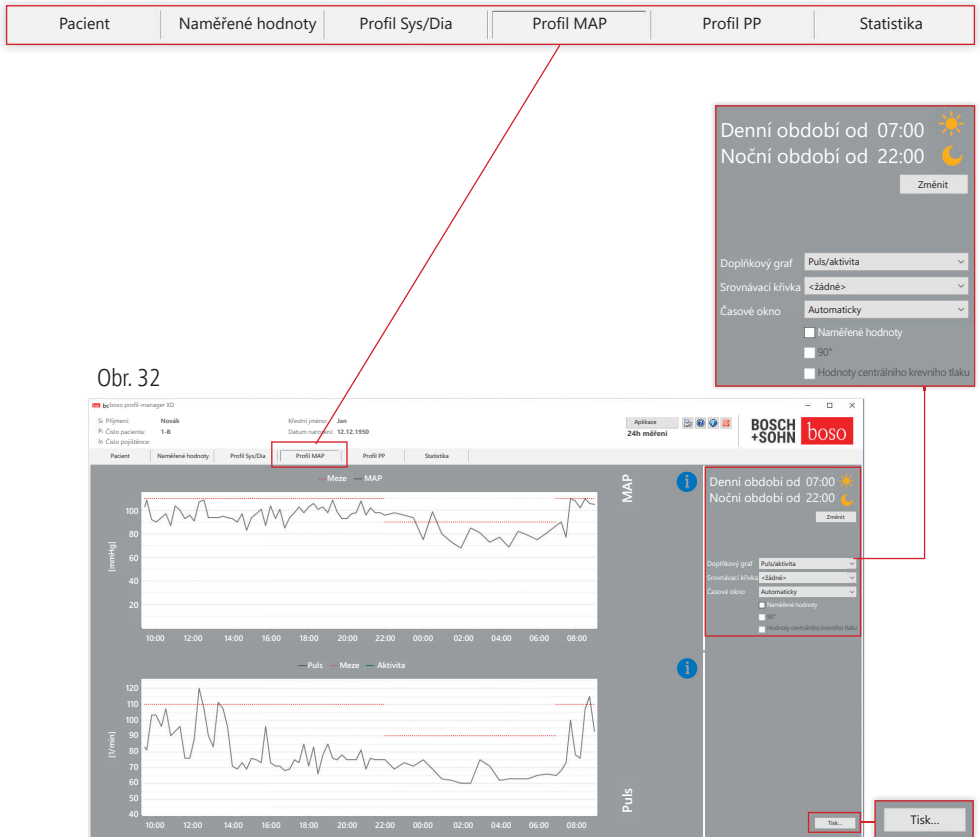 Pacient Naměřené hodnoty Profil Sys/Dia Profil MAP Profil PP Statistika
Denní období od 07:00
Noční období od 22:00
Změnit
Doplňkový graf Puls/aktivita
Srovnávací křivka <žádné>
Časové okno Automaticky
Naměřené hodnoty
90°
Hodnoty centrálního krevního tlaku
Obr. 32
boso profil-manager XD
Příjmení: Novák Křestní jméno: Jan
Číslo pacienta: 1-8 Datum narození: 12.12.1950
Číslo pojištěnce:
Aplikace
24h měření
BOSCH
+SOHN
boso
Pacient Naměřené hodnoty Profil Sys/Dia Profil MAP Profil PP Statistika
Meze MAP
MAP
[mmHg]
100
80
60
40
20
10:00 12:00 14:00 16:00 18:00 20:00 22:00 00:00 02:00 04:00 06:00 08:00
i
Denní období od 07:00
Noční období od 22:00
Změnit
Doplňkový graf Puls/aktivita
Srovnávací křivka <žádné>
Časové okno Automaticky
Naměřené hodnoty
90°
Hodnoty centrálního krevního tlaku
Puls Meze Aktivita
i
[1/min]
120
110
100
90
80
70
60
50
40
10:00 12:00 14:00 16:00 18:00 20:00 22:00 00:00 02:00 04:00 06:00 08:00
Puls
Tisk...
Tisk...